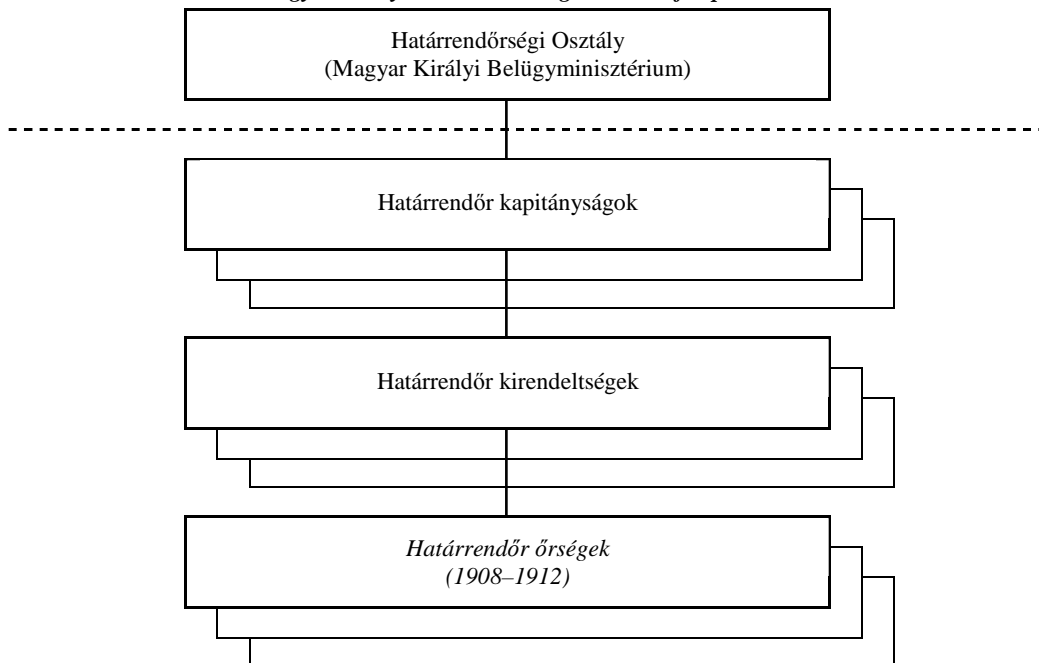 Határrendőrségi Osztály
(Magyar Királyi Belügyminisztérium)
Határrendőr kapitányságok
Határrendőr kirendeltségek
Határrendőr őrségek
(1908–1912)